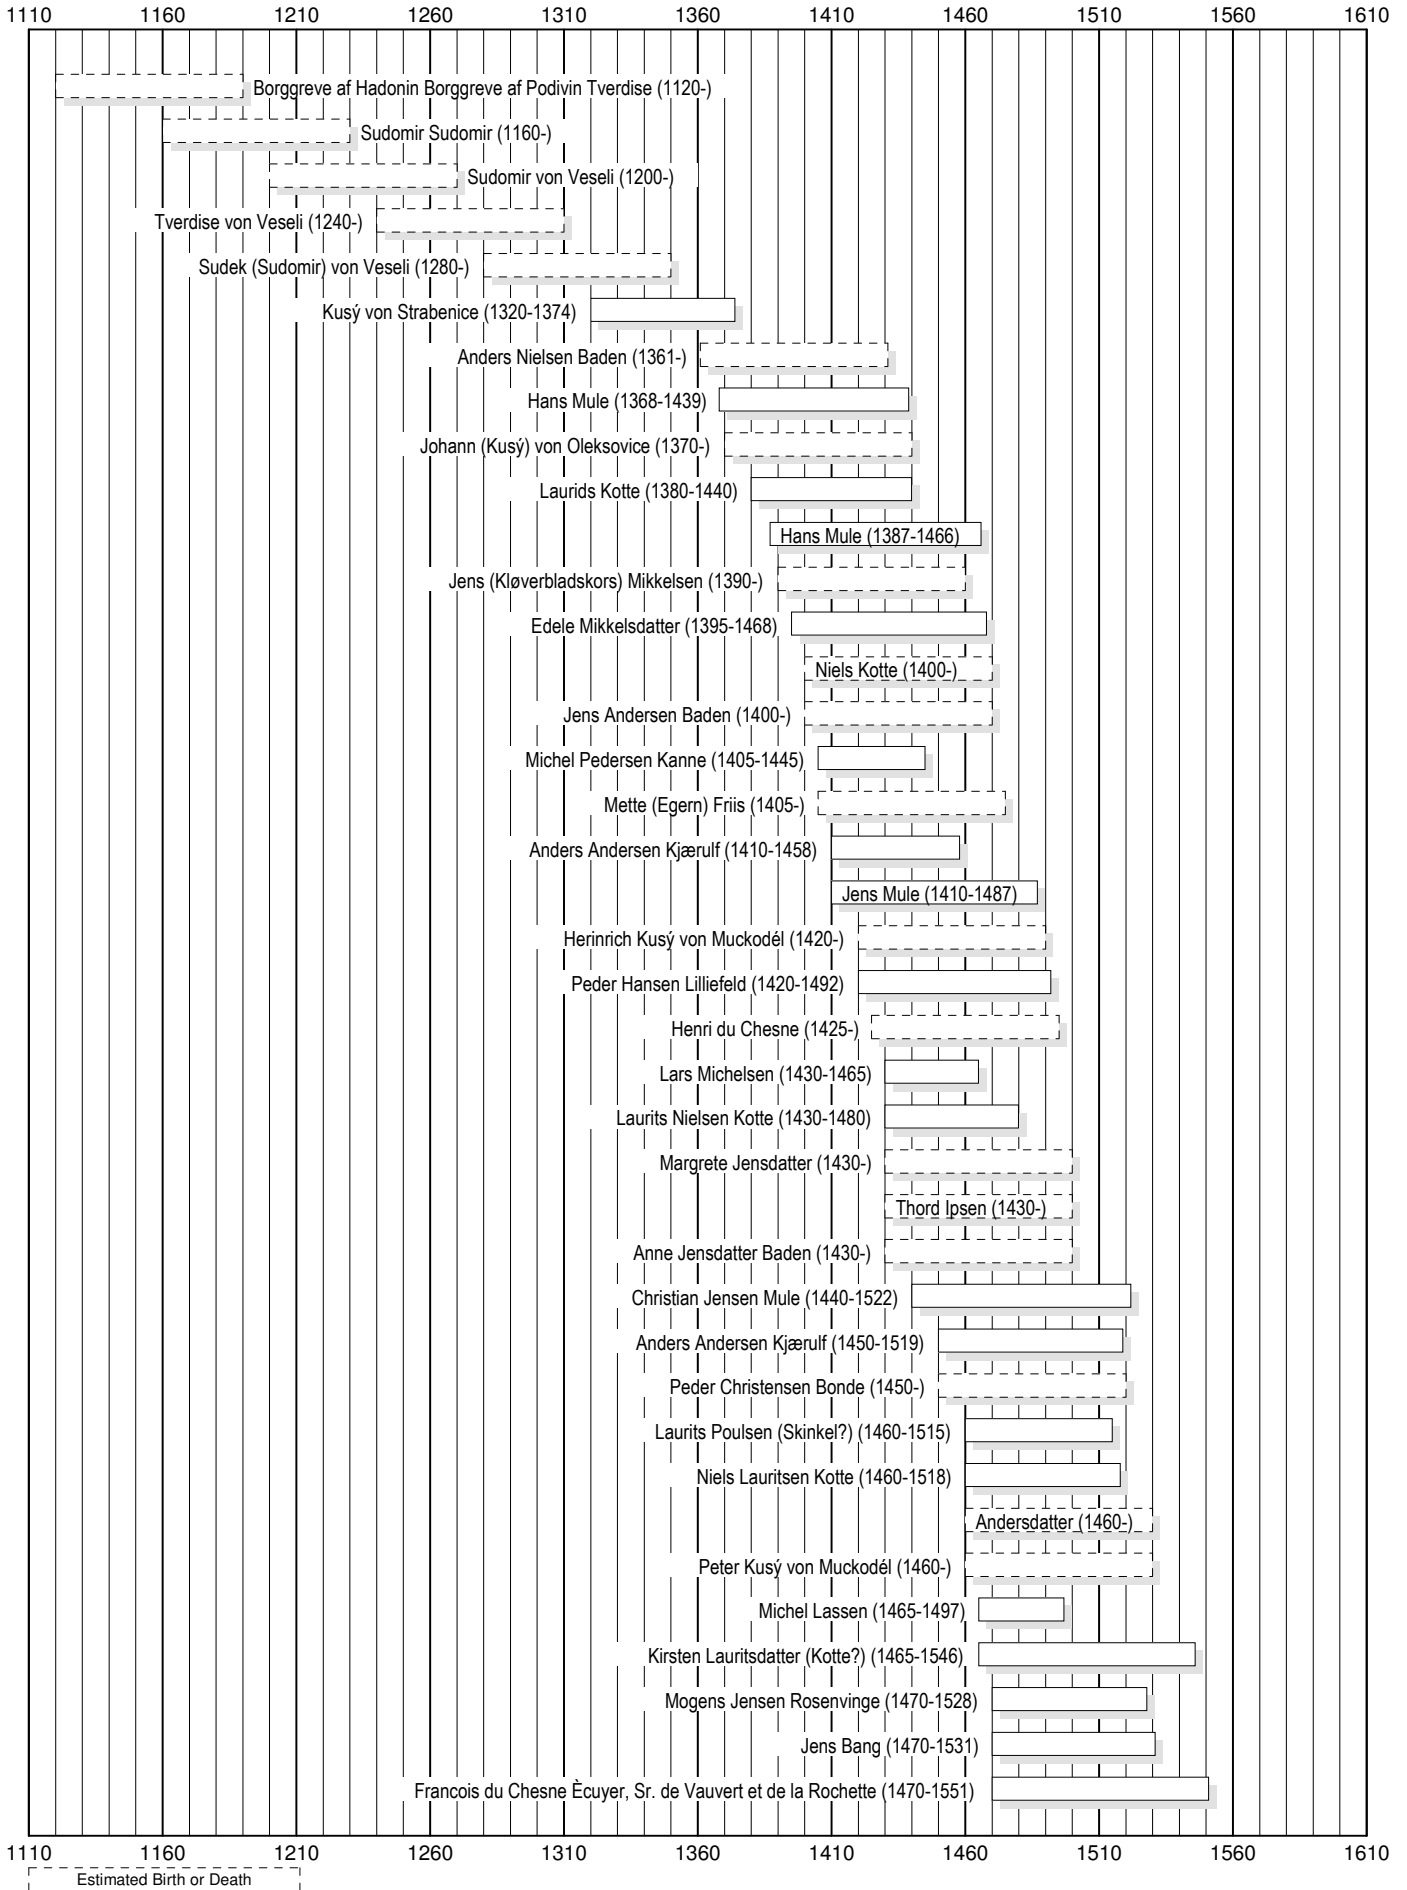 1110 1160 1210 1260 1310 1360 1410 1460 1510 1560 1610
Borggreve af Hadonin Borggreve af Podivin Tverdise (1120-)
Sudomir Sudomir (1160-)
Sudomir von Veseli (1200-)
Tverdise von Veseli (1240-)
Sudek (Sudomir) von Veseli (1280-)
Kusý von Strabenice (1320-1374)
Anders Nielsen Baden (1361-)
Hans Mule (1368-1439)
Johann (Kusý) von Oleksovice (1370-)
Laurids Kotte (1380-1440)
Hans Mule (1387-1466)
Jens (Kløverbladskors) Mikkelsen (1390-)
Edele Mikkelsdatter (1395-1468)
Niels Kotte (1400-)
Jens Andersen Baden (1400-)
Michel Pedersen Kanne (1405-1445)
Mette (Egern) Friis (1405-)
Anders Andersen Kjærulf (1410-1458)
Jens Mule (1410-1487)
Herinrich Kusý von Muckodél (1420-)
Peder Hansen Lilliefeld (1420-1492)
Henri du Chesne (1425-)
Lars Michelsen (1430-1465)
Laurits Nielsen Kotte (1430-1480)
Margrete Jensdatter (1430-)
Thord Ipsen (1430-)
Anne Jensdatter Baden (1430-)
Christian Jensen Mule (1440-1522)
Anders Andersen Kjærulf (1450-1519)
Peder Christensen Bonde (1450-)
Laurits Poulsen (Skinkel?) (1460-1515)
Niels Lauritsen Kotte (1460-1518)
Andersdatter (1460-)
Peter Kusý von Muckodél (1460-)
Michel Lassen (1465-1497)
Kirsten Lauritsdatter (Kotte?) (1465-1546)
Mogens Jensen Rosenvinge (1470-1528)
Jens Bang (1470-1531)
Francois du Chesne Ècuyer, Sr. de Vauvert et de la Rochette (1470-1551)
1110 1160 1210 1260 1310 1360 1410 1460 1510 1560 1610
Estimated Birth or Death